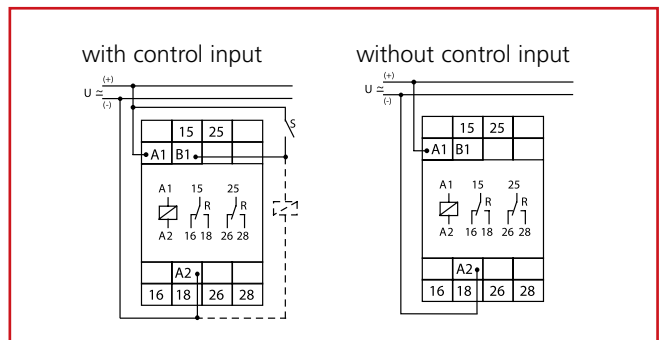 with control input
(+)
U ≂
(-)
S
15 25
A1 B1
A1 15 25
R R
A2 16 18 26 28
A2
16 18 26 28
without control input
(+)
U ≂
(-)
15 25
A1 B1
A1 15 25
R R
A2 16 18 26 28
A2
16 18 26 28